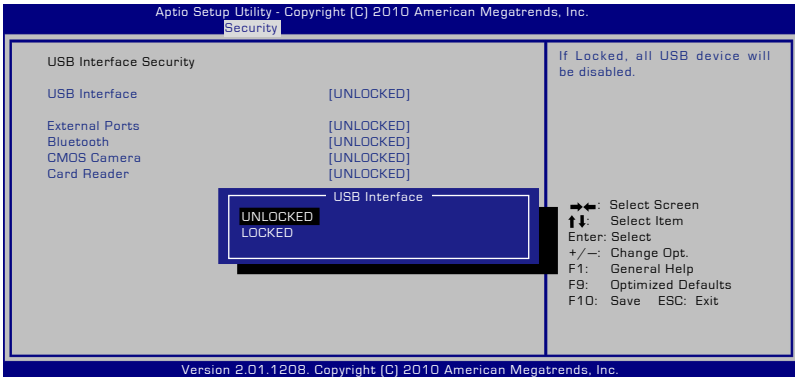 Aptio Setup Utility - Copyright (C) 2010 American Megatrends, Inc.
Security
USB Interface Security
USB Interface [UNLOCKED]
External Ports [UNLOCKED]
Bluetooth [UNLOCKED]
CMOS Camera [UNLOCKED]
Card Reader [UNLOCKED]
USB Interface
UNLOCKED
LOCKED
If Locked, all USB device will
be disabled.
→←: Select Screen
↑↓: Select Item
Enter: Select
+/—: Change Opt.
F1: General Help
F9: Optimized Defaults
F10: Save ESC: Exit
Version 2.01.1208. Copyright (C) 2010 American Megatrends, Inc.